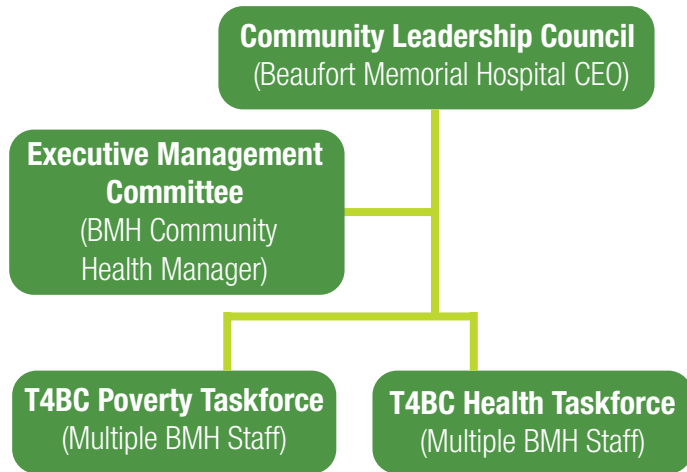 Community Leadership Council
(Beaufort Memorial Hospital CEO)
Executive Management
Committee
(BMH Community
Health Manager)
T4BC Poverty Taskforce
(Multiple BMH Staff)
T4BC Health Taskforce
(Multiple BMH Staff)